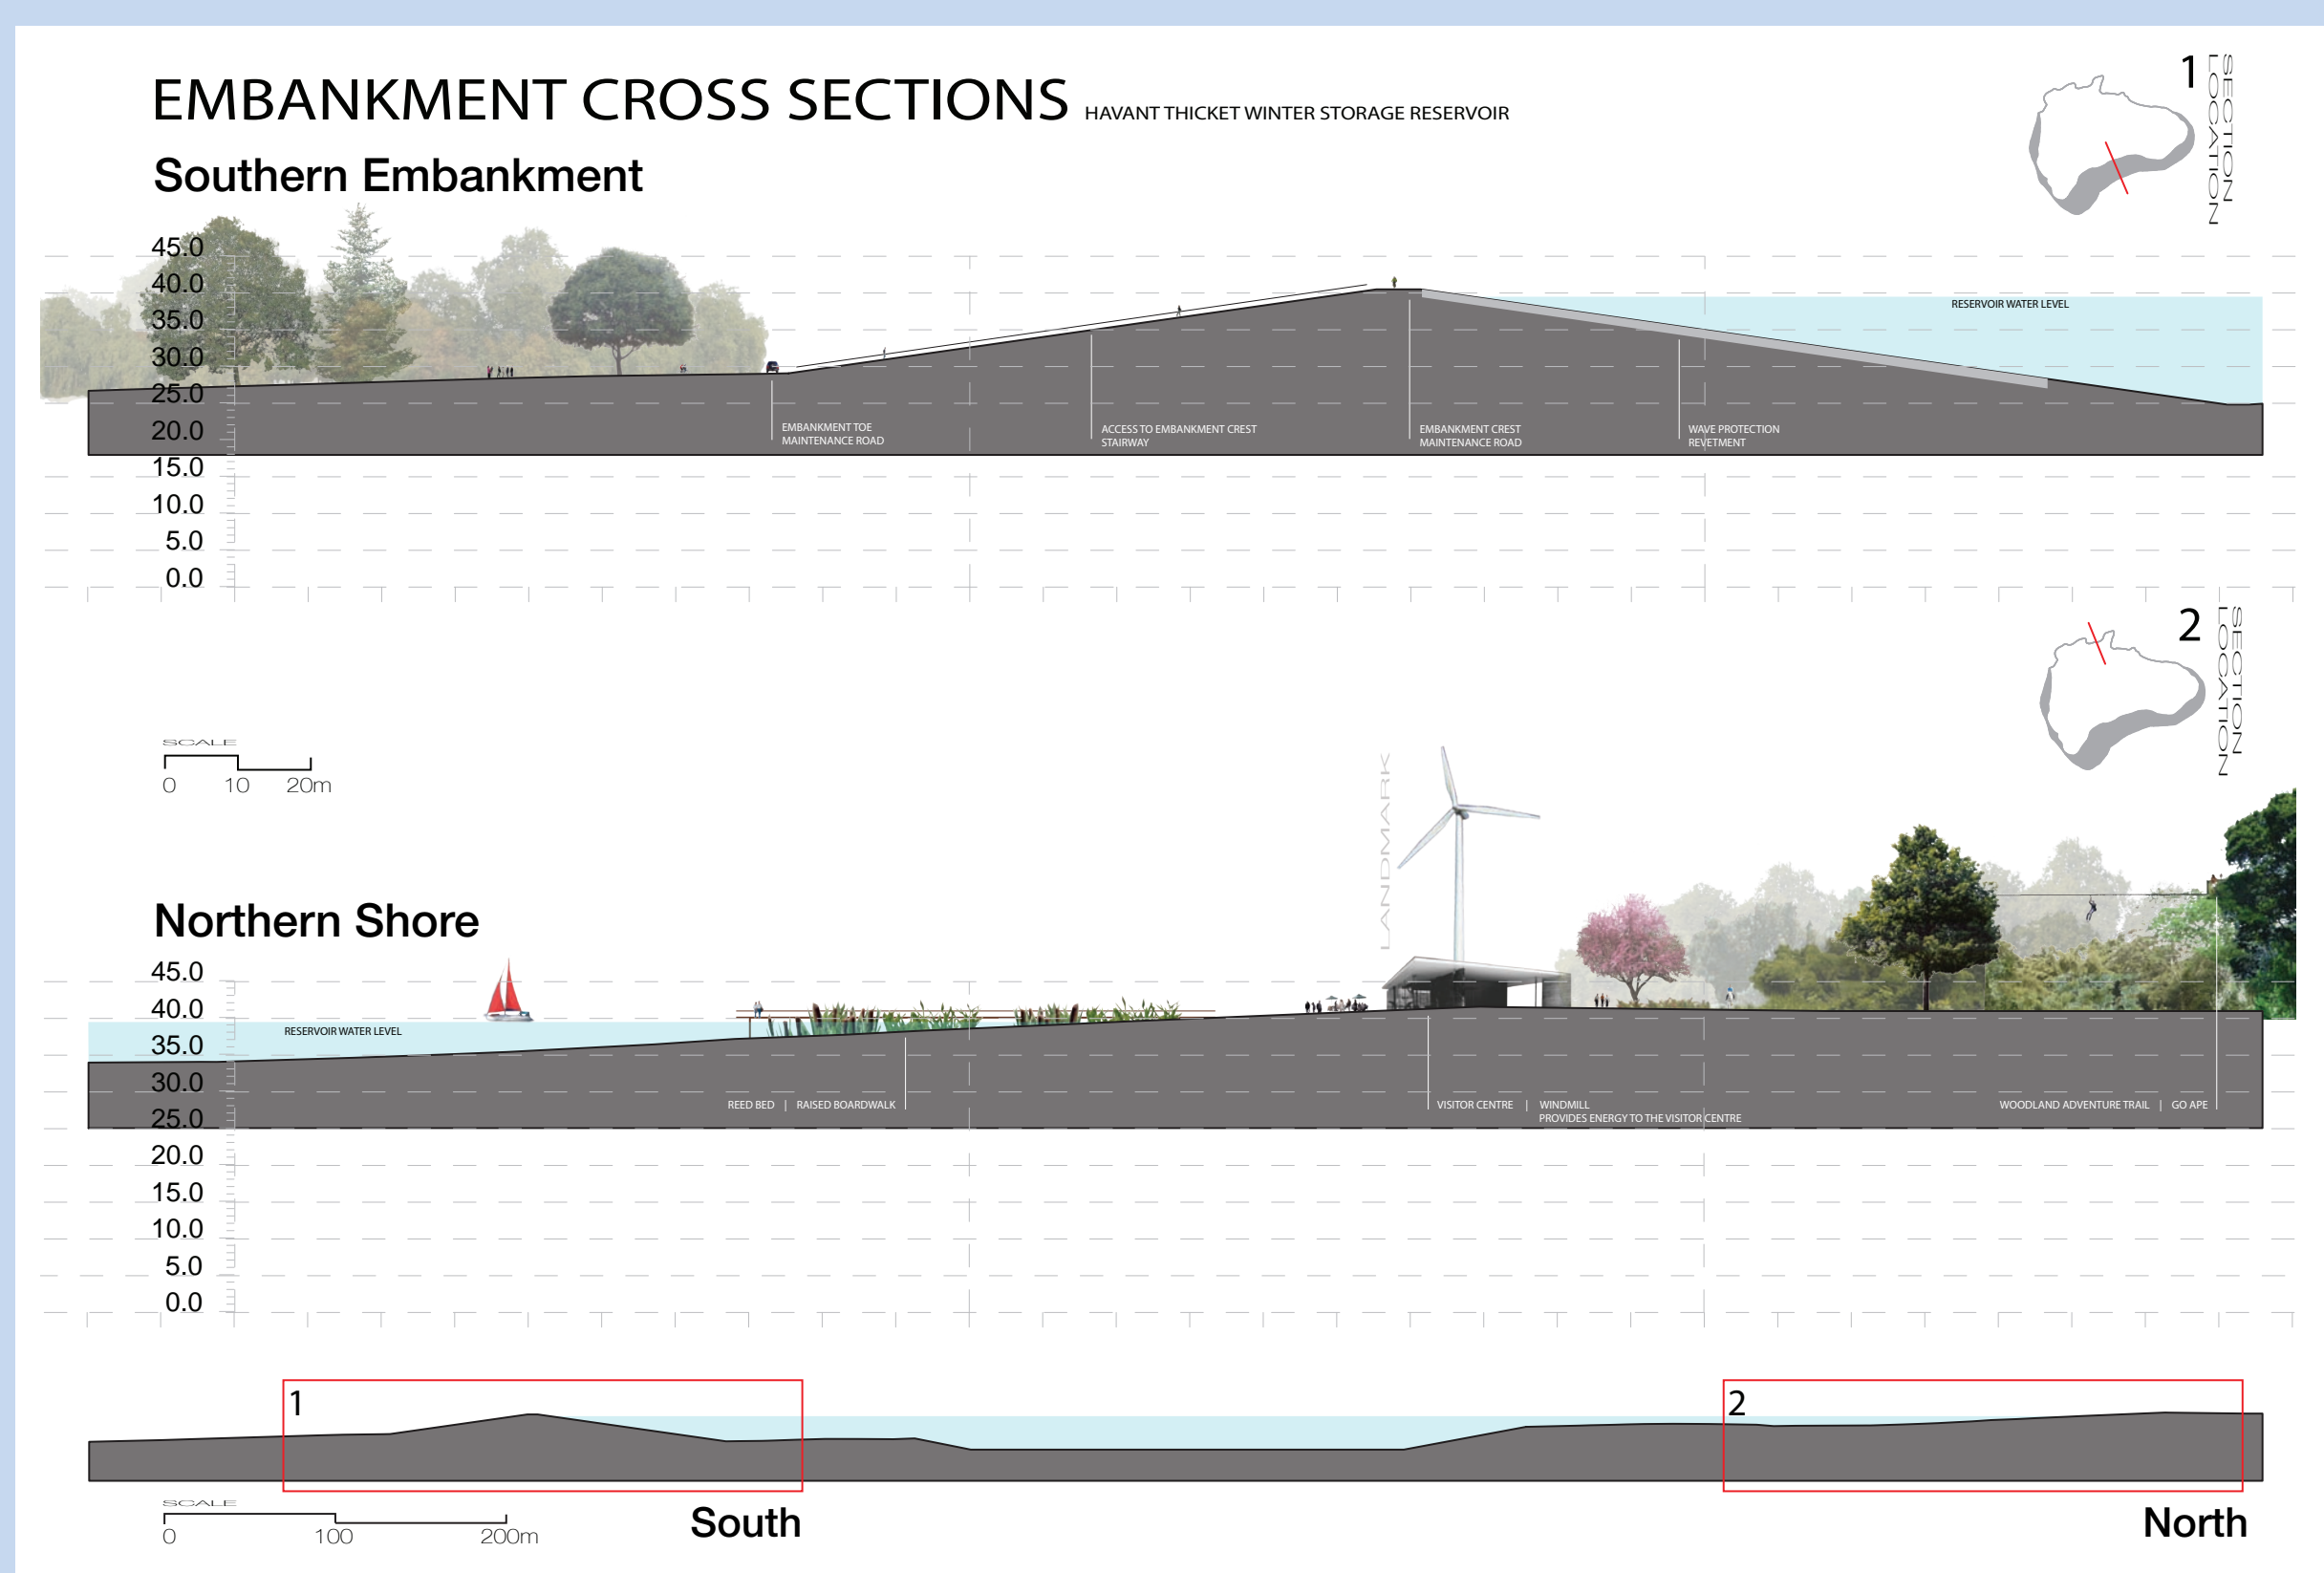 EMBANKMENT CROSS SECTIONS HAVANT THICKET WINTER STORAGE RESERVOIR
Southern Embankment
1
SECTION
LOCATION
45.0
40.0
35.0
30.0
25.0
20.0
15.0
10.0
5.0
0.0
RESERVOIR WATER LEVEL
EMBANKMENT TOE
MAINTENANCE ROAD
ACCESS TO EMBANKMENT CREST
STAIRWAY
EMBANKMENT CREST
MAINTENANCE ROAD
WAVE PROTECTION
REVETMENT
2
SECTION
LOCATION
SCALE
0 10 20m
LANDMARK
Northern Shore
45.0
40.0
35.0
30.0
25.0
20.0
15.0
10.0
5.0
0.0
RESERVOIR WATER LEVEL
REED BED | RAISED BOARDWALK
VISITOR CENTRE | WINDMILL
PROVIDES ENERGY TO THE VISITOR CENTRE
WOODLAND ADVENTURE TRAIL | GO APE
1
2
SCALE
0 100 200m
South
North